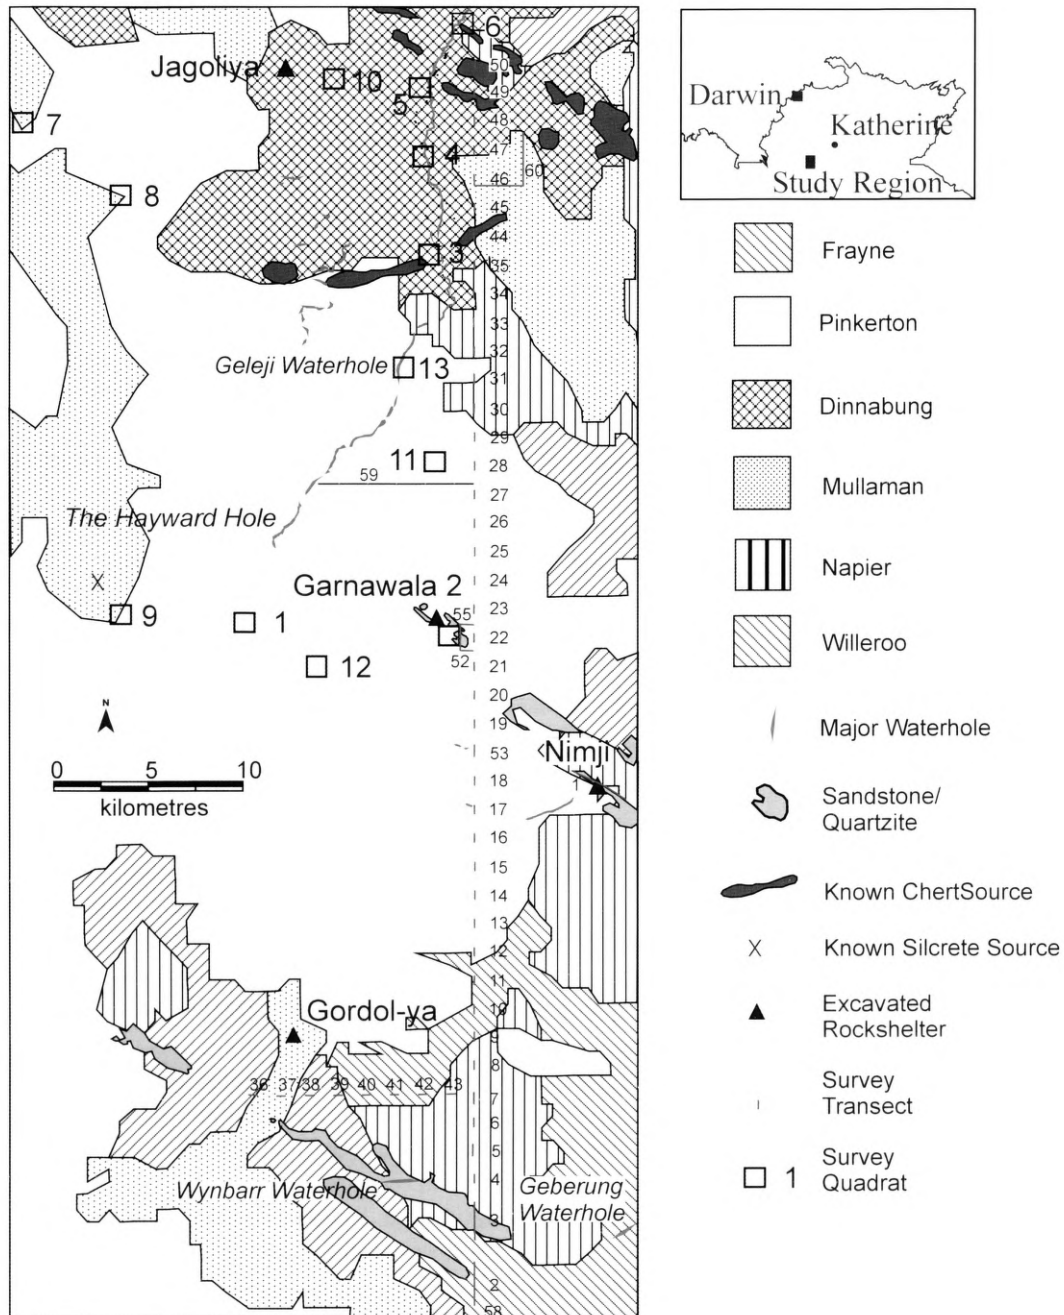 6
50
49
48
47
46
45
44
35
34
33
32
31
30
29
28
27
26
25
24
23
22
21
20
19
53
18
17
16
15
14
13
12
11
10
9
8
7
6
5
4
3
2
58
Jagoliya
10
5
7
4
60
8
3
Geleji Waterhole
13
11
59
The Hayward Hole
Garnawala 2
55
9
1
52
12
N
Nimji
1
0 5 10
kilometres
Gordol-ya
36 37 38 39 40 41 42 43
Wynbarr Waterhole
Geberung
Waterhole
Darwin
Katherine
Study Region
Frayne
Pinkerton
Dinnabung
Mullaman
Napier
Willeroo
Major Waterhole
Sandstone/
Quartzite
Known ChertSource
X Known Silcrete Source
Excavated
Rockshelter
Survey
Transect
1 Survey
Quadrat